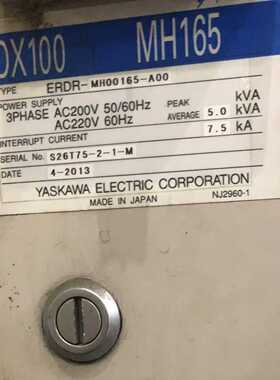 DX100 MH165
TYPE ERDR-MH00165-A00
POWER SUPPLY PEAK kVA
3PHASE AC200V 50/60Hz AVERAGE 5.0 kVA
AC220V 60Hz 7.5 kA
INTERRUPT CURRENT
SERIAL No. S26T75-2-1-M
DATE 4-2013
YASKAWA ELECTRIC CORPORATION
MADE IN JAPAN NJ2960-1